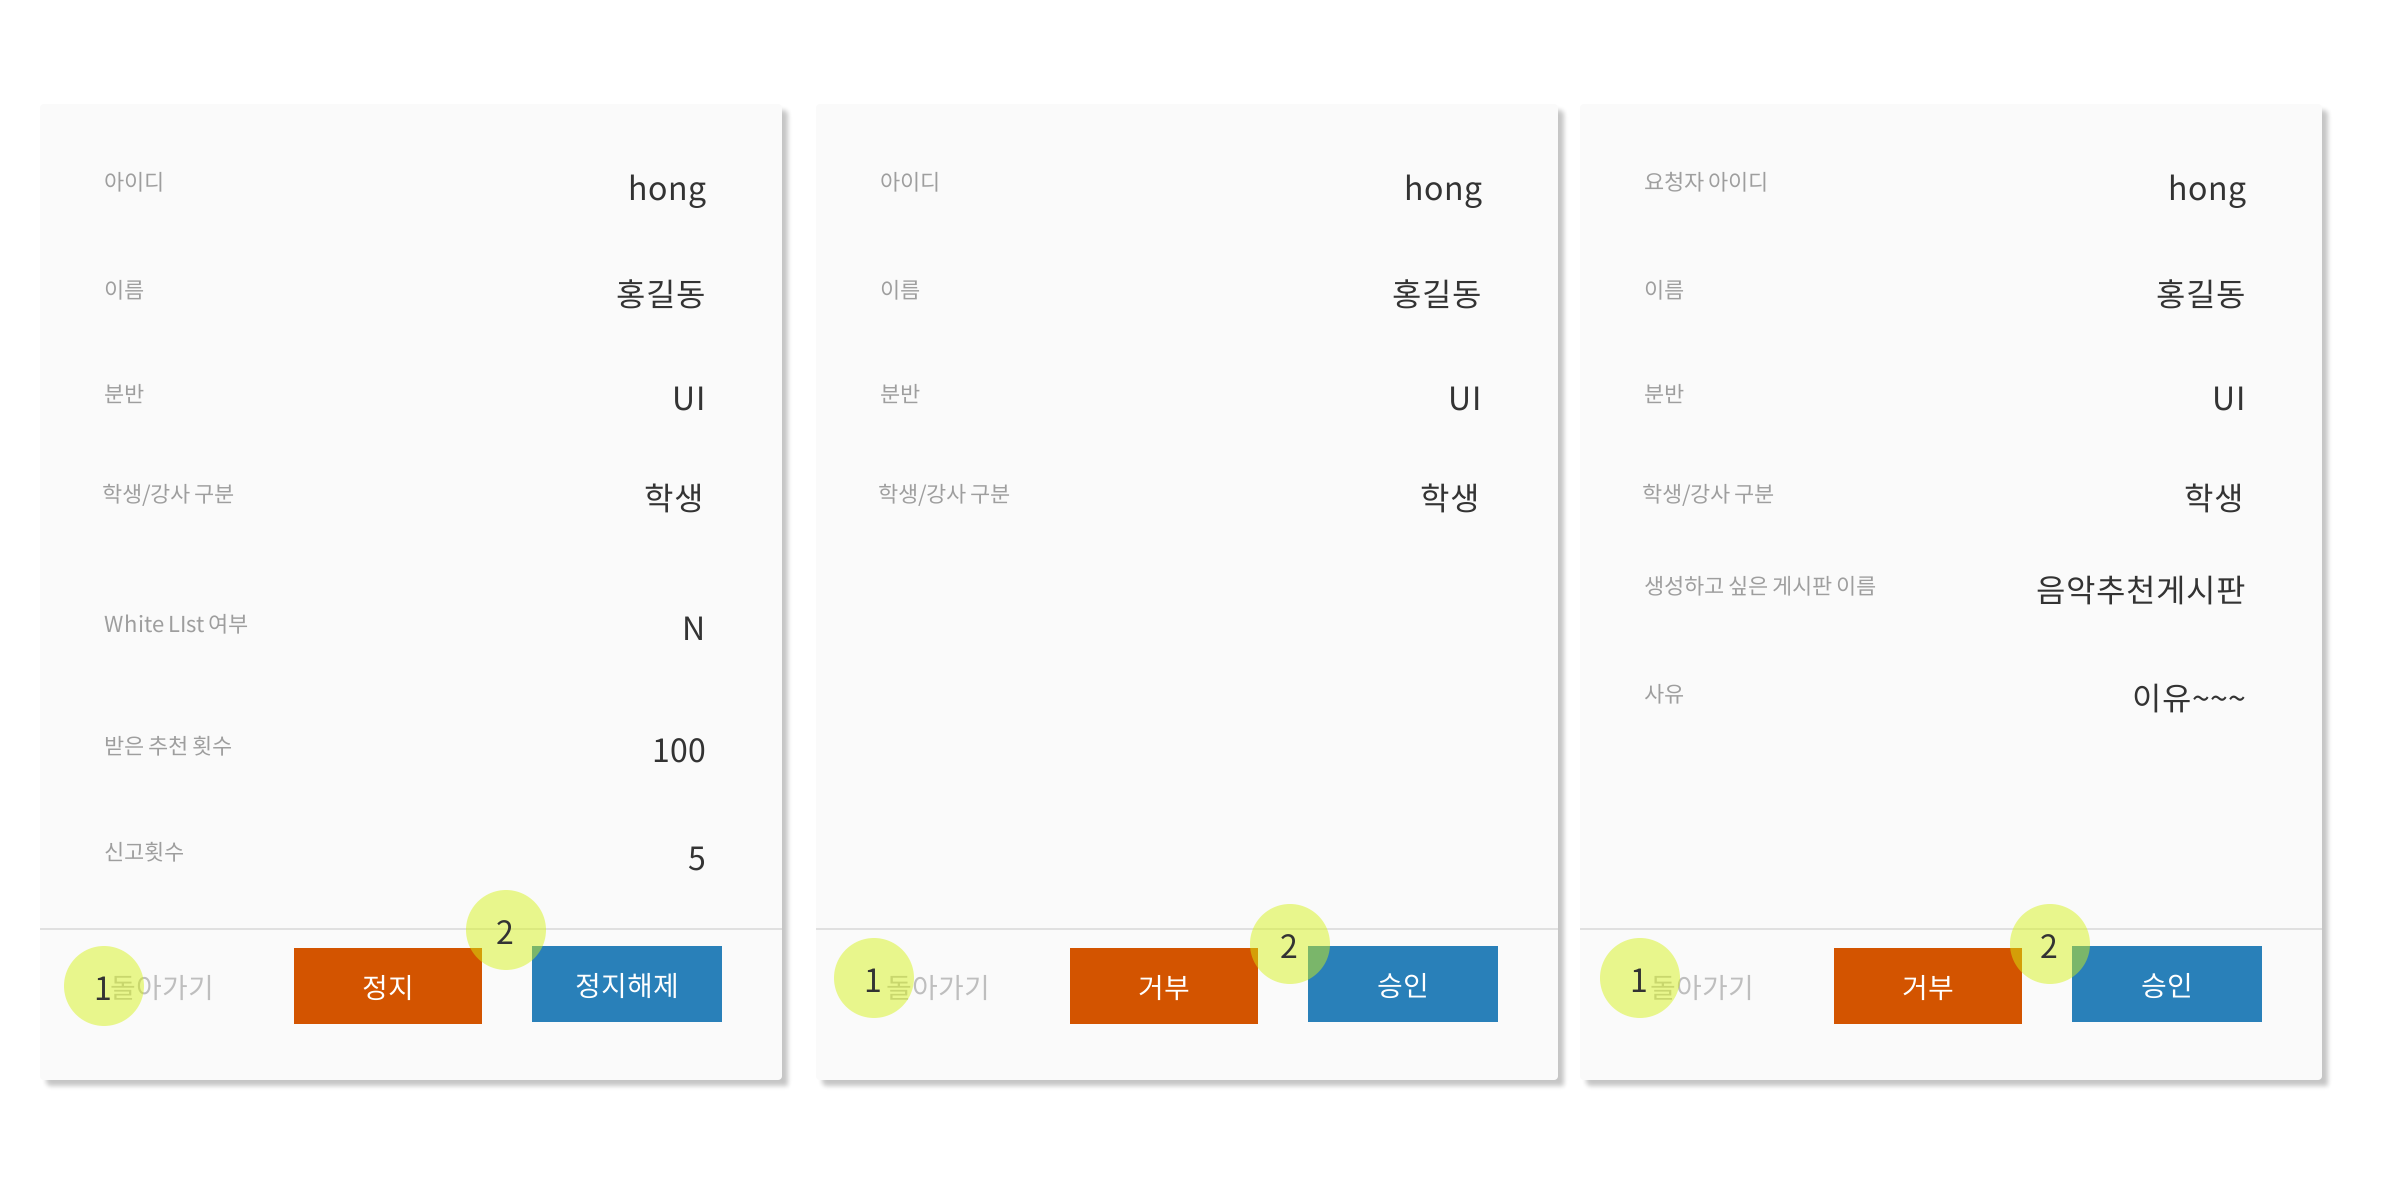 아이디 hong
이름 홍길동
분반 UI
학생/강사 구분 학생
White LIst 여부 N
받은 추천 횟수 100
신고횟수 5
2
1 돌아가기 정지 정지해제
아이디 hong
이름 홍길동
분반 UI
학생/강사 구분 학생
2
1 돌아가기 거부 승인
요청자 아이디 hong
이름 홍길동
분반 UI
학생/강사 구분 학생
생성하고 싶은 게시판 이름 음악추천게시판
사유 이유~~~
2
1 돌아가기 거부 승인